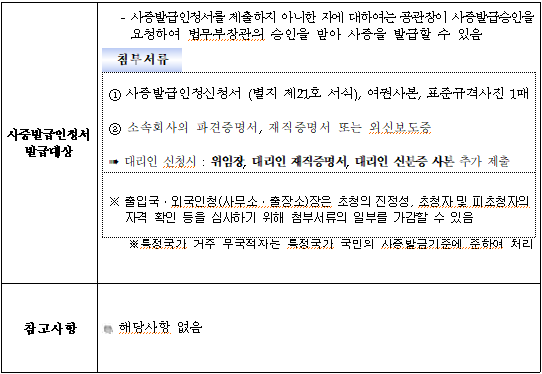 사증발급인정서
발급대상
- 사증발급인정서를 제출하지 아니한 자에 대하여는 공관장이 사증발급승인을
요청하여 법무부장관의 승인을 받아 사증을 발급할 수 있음
첨부서류
① 사증발급인정신청서 (별지 제21호 서식), 여권사본, 표준규격사진 1매
② 소속회사의 파견증명서, 재직증명서 또는 외신보도증
➠ 대리인 신청시 : 위임장, 대리인 재직증명서, 대리인 신분증 사본 추가 제출
※ 출입국·외국인청(사무소·출장소)장은 초청의 진정성, 초청자 및 피초청자의
자격 확인 등을 심사하기 위해 첨부서류의 일부를 가감할 수 있음
※특정국가 거주 무국적자는 특정국가 국민의 사증발급기준에 준하여 처리
참고사항
해당사항 없음